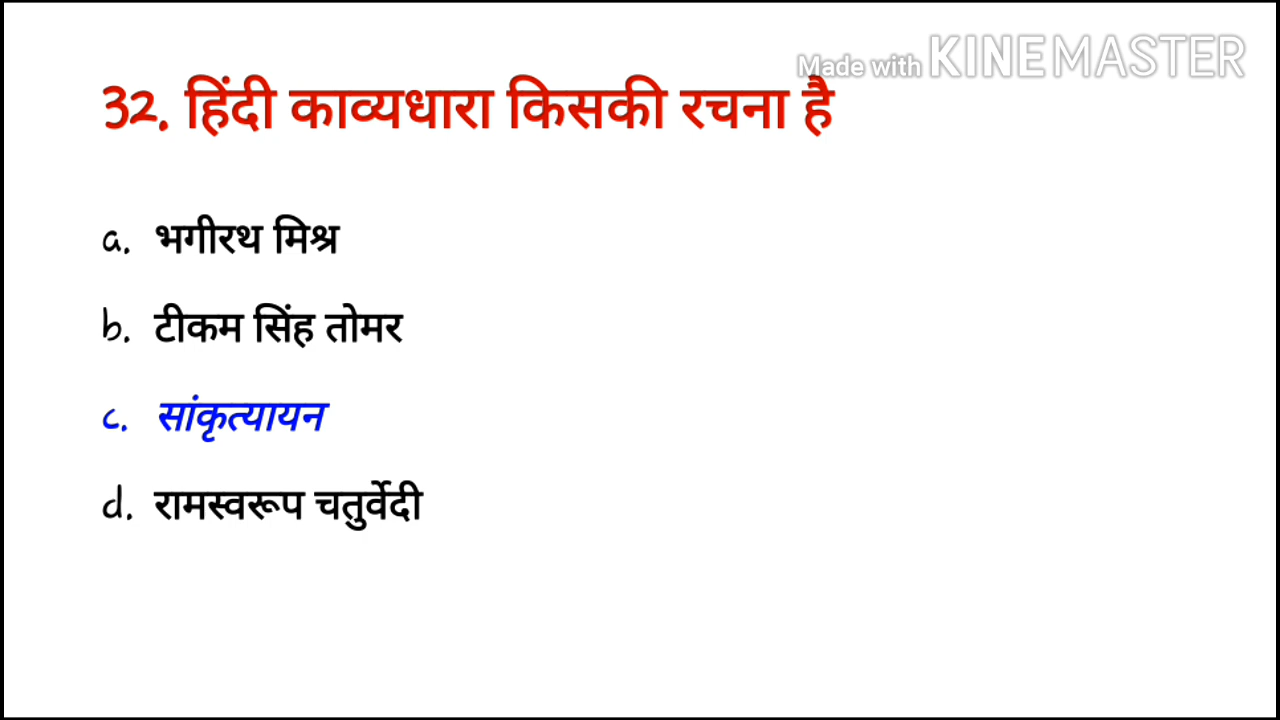 Made with KINEMASTER
32. हिंदी काव्यधारा किसकी रचना है
a. भगीरथ मिश्र
b. टीकम सिंह तोमर
c. सांकृत्यायन
d. रामस्वरूप चतुर्वेदी